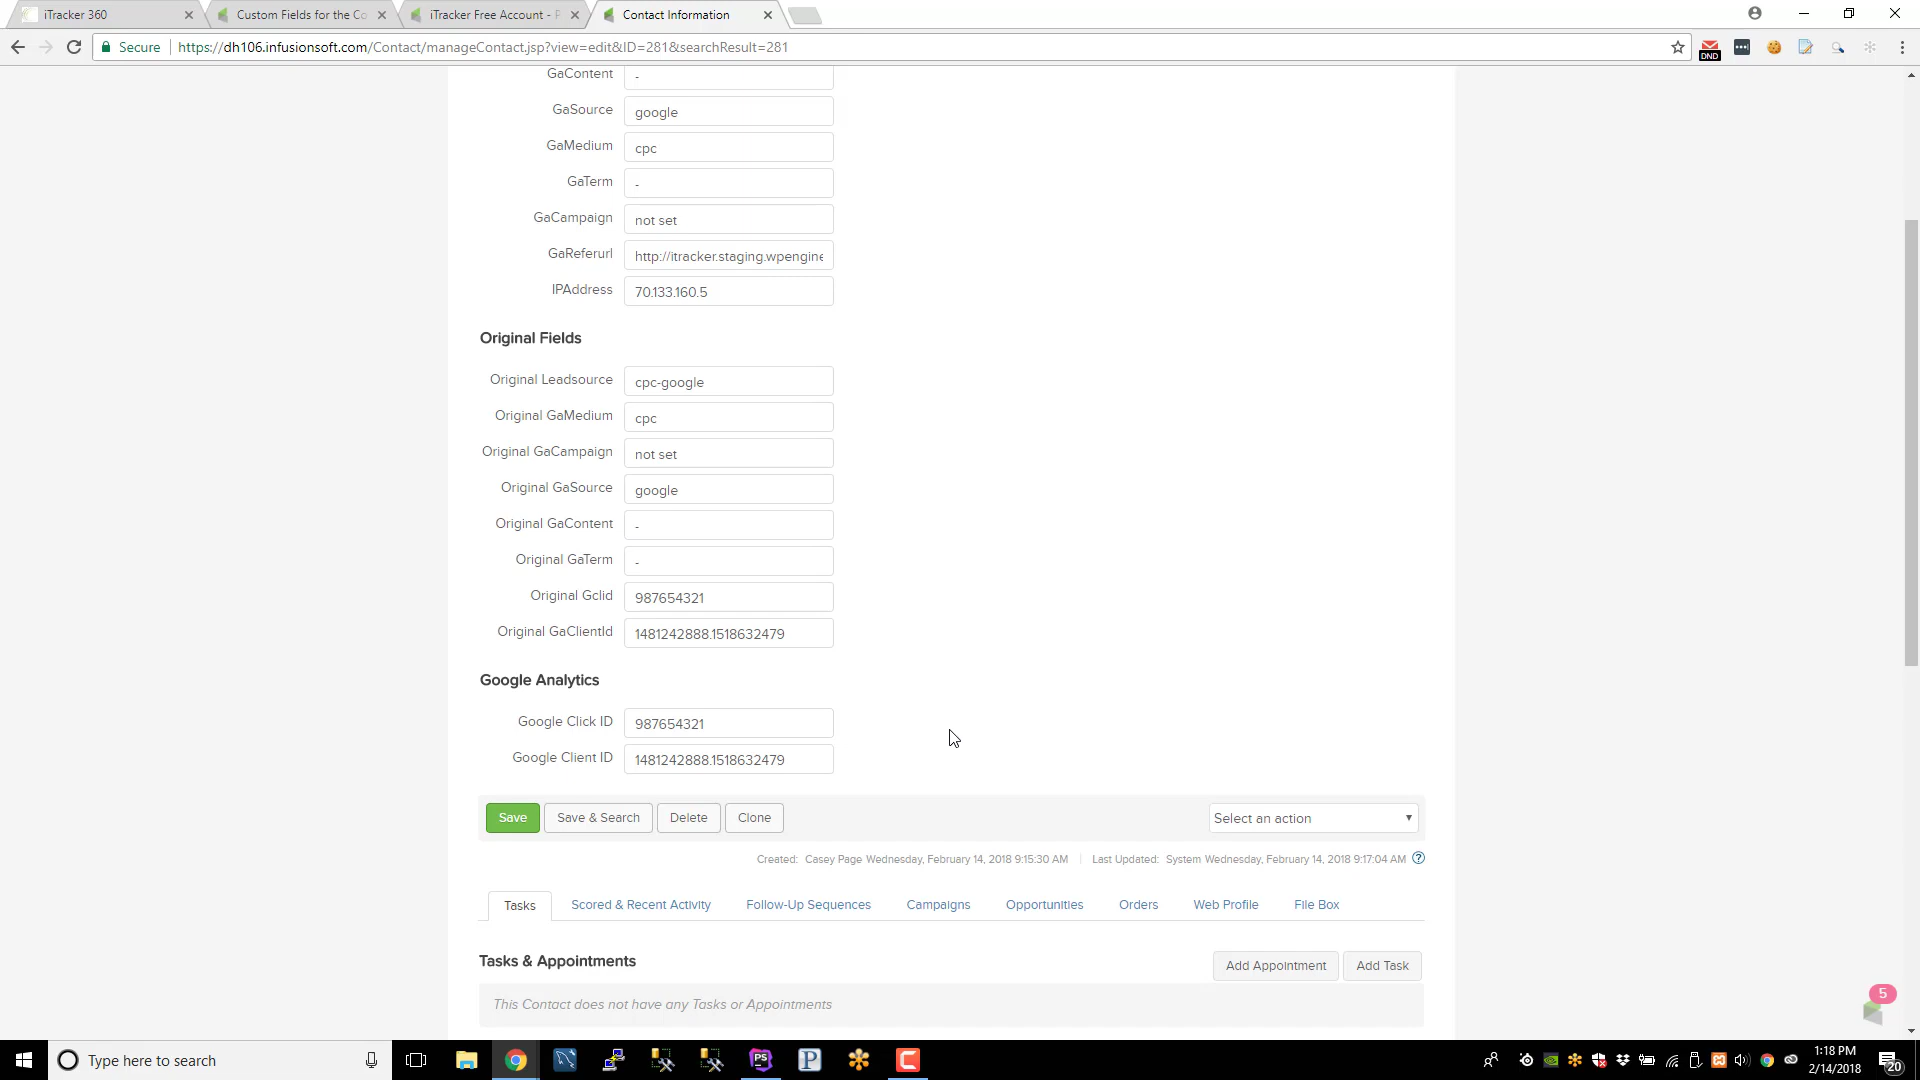 iTracker 360
Custom Fields for the Co
iTracker Free Account -
Contact Information
Secure
https://dh106.infusionsoft.com/Contact/manageContact.jsp?view=edit&ID=281&searchResult=281
DND
GaContent -
GaSource google
GaMedium cpc
GaTerm -
GaCampaign not set
GaReferurl http://itracker.staging.wpengine
IPAddress 70.133.160.5
Original Fields
Original Leadsource cpc-google
Original GaMedium cpc
Original GaCampaign not set
Original GaSource google
Original GaContent -
Original GaTerm -
Original Gclid 987654321
Original GaClientId 1481242888.1518632479
Google Analytics
Google Click ID 987654321
Google Client ID 1481242888.1518632479
Save Save & Search Delete Clone Select an action
Created: Casey Page Wednesday, February 14, 2018 9:15:30 AM Last Updated: System Wednesday, February 14, 2018 9:17:04 AM ?
Tasks Scored & Recent Activity Follow-Up Sequences Campaigns Opportunities Orders Web Profile File Box
Tasks & Appointments Add Appointment Add Task
This Contact does not have any Tasks or Appointments
5
Type here to search
PS
P
C
1:18 PM
2/14/2018
20